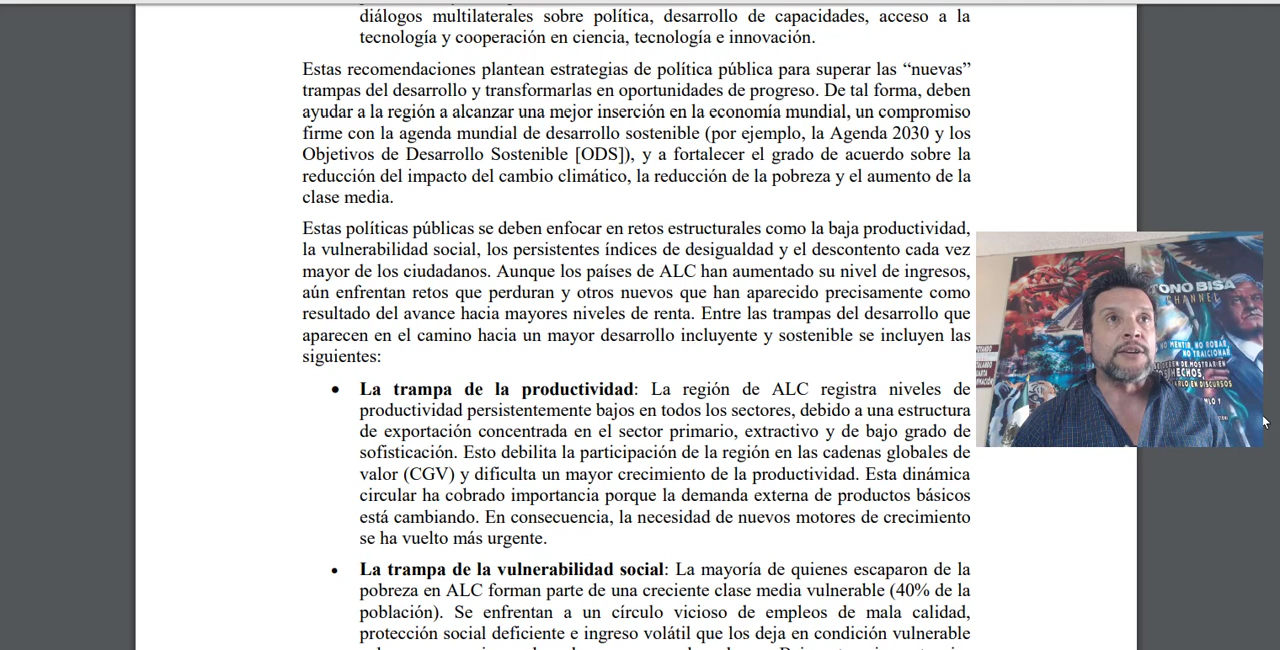 diálogos multilaterales sobre política, desarrollo de capacidades, acceso a la
tecnología y cooperación en ciencia, tecnología e innovación.
Estas recomendaciones plantean estrategias de política pública para superar las “nuevas”
trampas del desarrollo y transformarlas en oportunidades de progreso. De tal forma, deben
ayudar a la región a alcanzar una mejor inserción en la economía mundial, un compromiso
firme con la agenda mundial de desarrollo sostenible (por ejemplo, la Agenda 2030 y los
Objetivos de Desarrollo Sostenible [ODS]), y a fortalecer el grado de acuerdo sobre la
reducción del impacto del cambio climático, la reducción de la pobreza y el aumento de la
clase media.
Estas políticas públicas se deben enfocar en retos estructurales como la baja productividad,
la vulnerabilidad social, los persistentes índices de desigualdad y el descontento cada vez
mayor de los ciudadanos. Aunque los países de ALC han aumentado su nivel de ingresos,
aún enfrentan retos que perduran y otros nuevos que han aparecido precisamente como
resultado del avance hacia mayores niveles de renta. Entre las trampas del desarrollo que
aparecen en el camino hacia un mayor desarrollo incluyente y sostenible se incluyen las
siguientes:
• La trampa de la productividad: La región de ALC registra niveles de
productividad persistentemente bajos en todos los sectores, debido a una estructura
de exportación concentrada en el sector primario, extractivo y de bajo grado de
sofisticación. Esto debilita la participación de la región en las cadenas globales de
valor (CGV) y dificulta un mayor crecimiento de la productividad. Esta dinámica
circular ha cobrado importancia porque la demanda externa de productos básicos
está cambiando. En consecuencia, la necesidad de nuevos motores de crecimiento
se ha vuelto más urgente.
• La trampa de la vulnerabilidad social: La mayoría de quienes escaparon de la
pobreza en ALC forman parte de una creciente clase media vulnerable (40% de la
población). Se enfrentan a un círculo vicioso de empleos de mala calidad,
protección social deficiente e ingreso volátil que los deja en condición vulnerable
TONO BISA
CHANNEL
NO MENTIR, NO ROBAR,
NO TRAICIONAR
DE MOSTRAR EN
HECHOS,
EN DISCURSOS